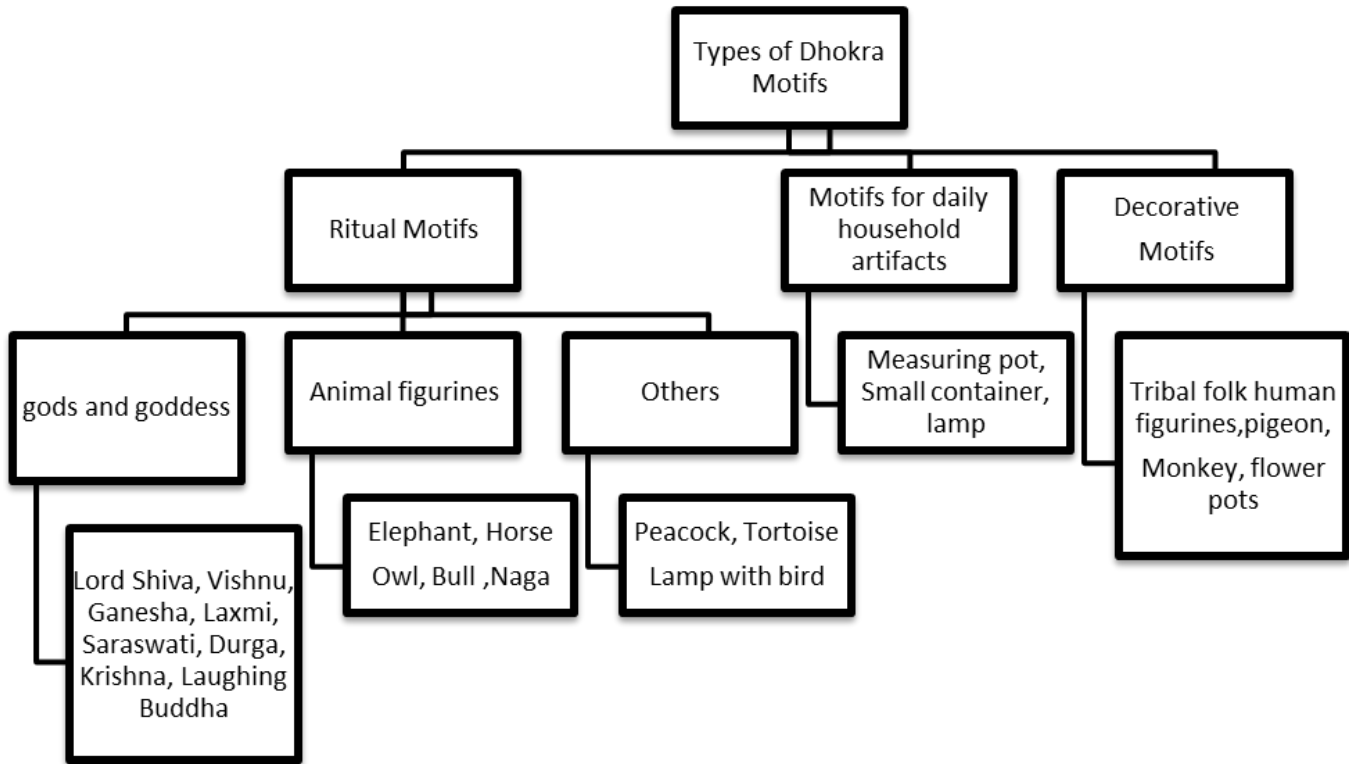 Types of Dhokra
Motifs
Ritual Motifs
Motifs for daily
household
artifacts
Decorative
Motifs
gods and goddess
Animal figurines
Others
Measuring pot,
Small container,
lamp
Tribal folk human
figurines,pigeon,
Monkey, flower
pots
Lord Shiva, Vishnu,
Ganesha, Laxmi,
Saraswati, Durga,
Krishna, Laughing
Buddha
Elephant, Horse
Owl, Bull ,Naga
Peacock, Tortoise
Lamp with bird